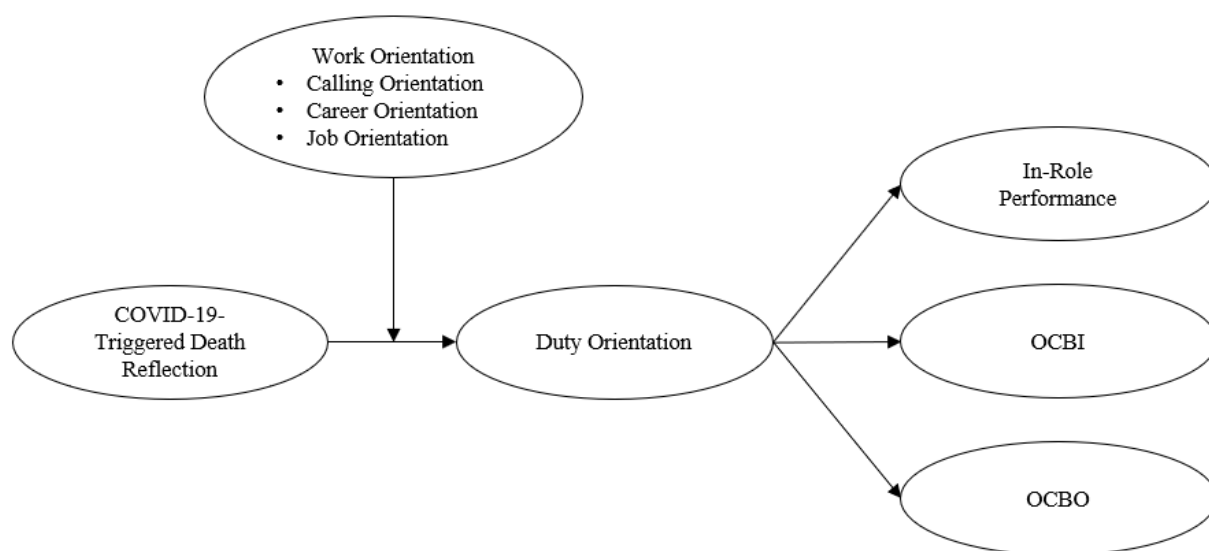 Work Orientation
• Calling Orientation
• Career Orientation
• Job Orientation
In-Role
Performance
COVID-19-
Triggered Death
Reflection
Duty Orientation
OCBI
OCBO